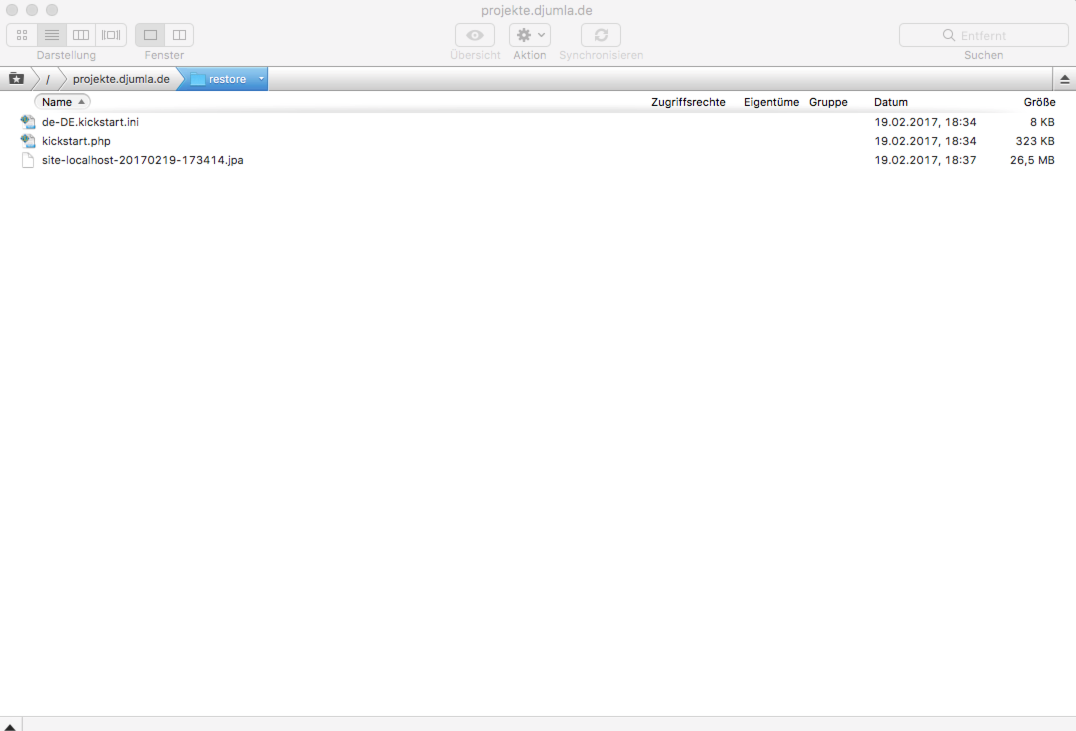 projekte.djumla.de
Entfernt
Darstellung Fenster Übersicht Aktion Synchronisieren Suchen
/ projekte.djumla.de restore
Name Zugriffsrechte Eigentüme Gruppe Datum Größe
de-DE.kickstart.ini 19.02.2017, 18:34 8 KB
kickstart.php 19.02.2017, 18:34 323 KB
site-localhost-20170219-173414.jpa 19.02.2017, 18:37 26,5 MB